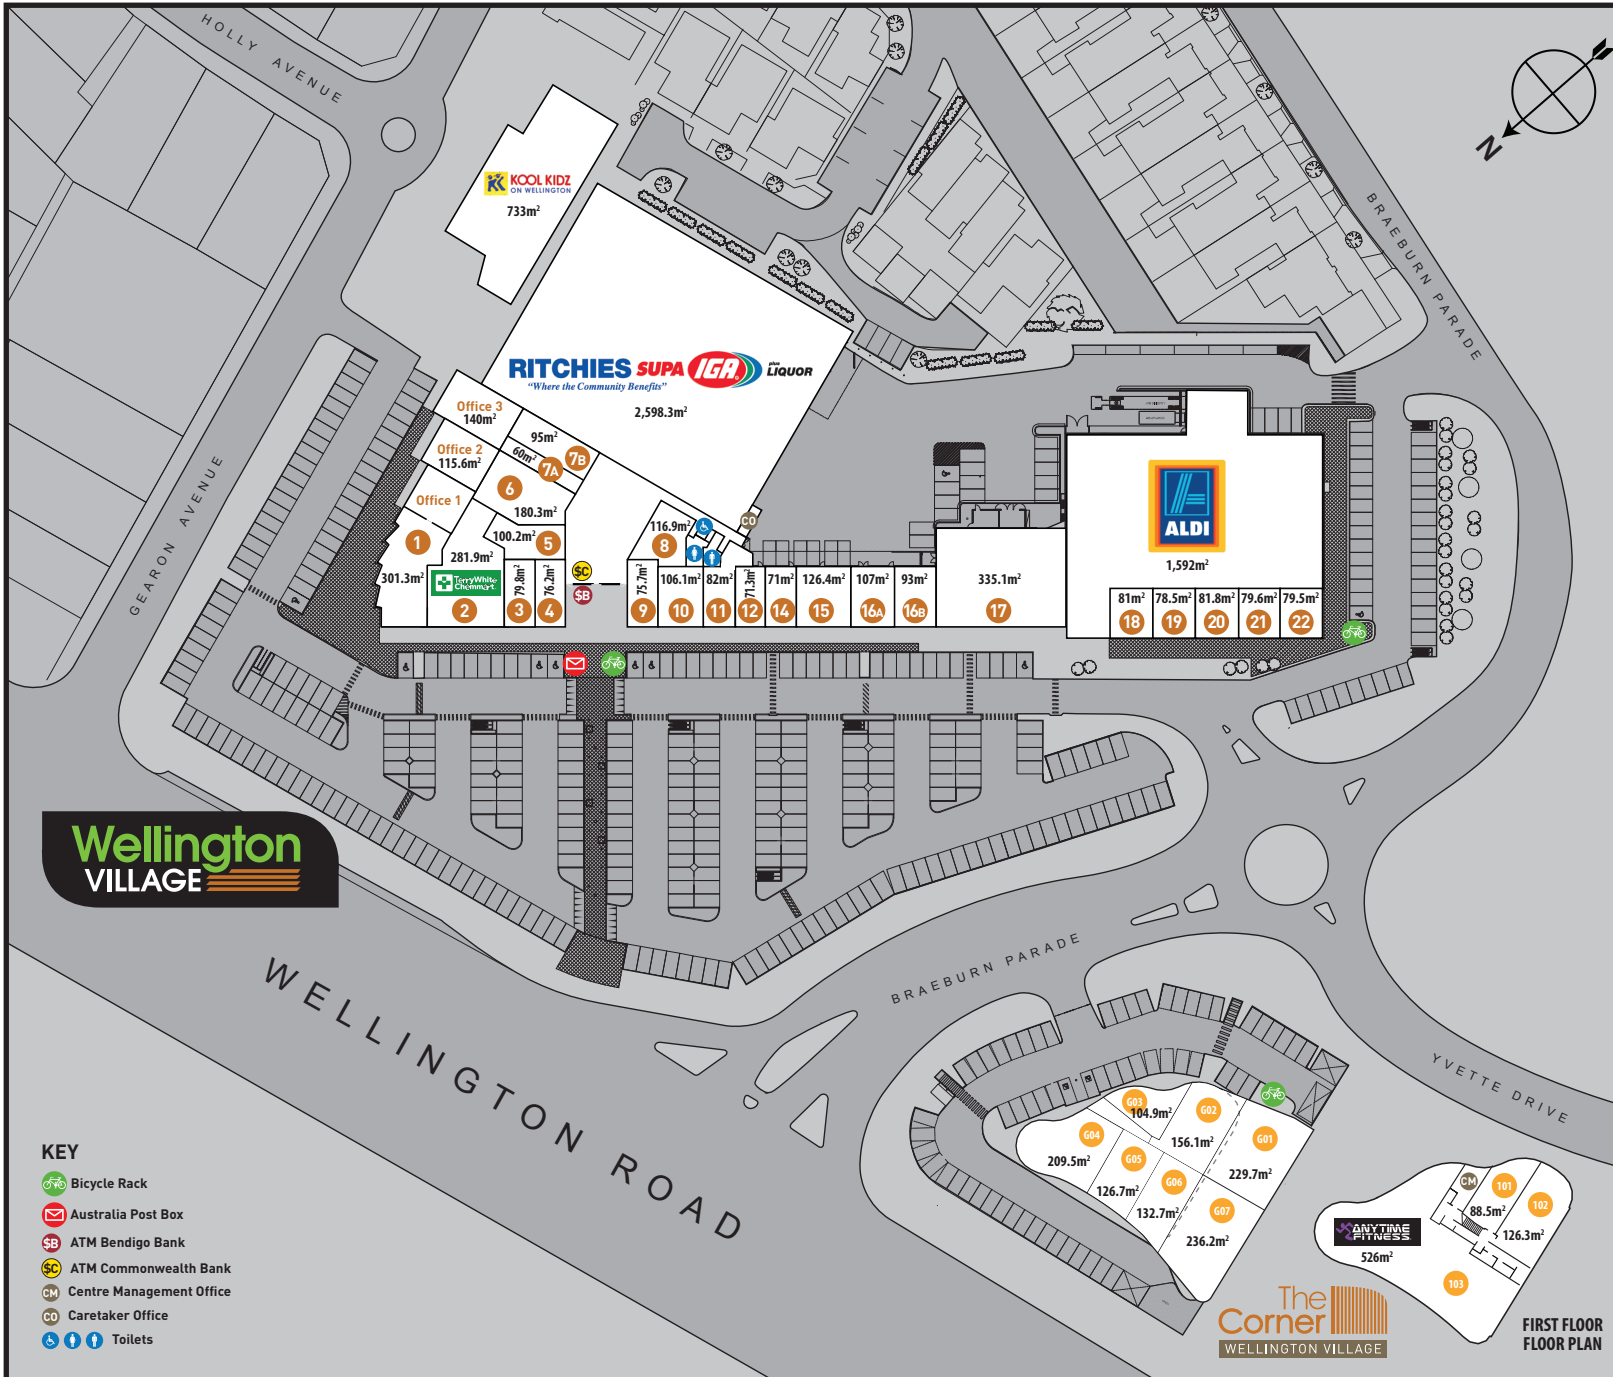 HOLLY AVENUE
N
KOOL KIDZ
ON WELLINGTON
733m²
BRAEBURN PARADE
RITCHIES SUPA IGA plus LIQUOR
"Where the Community Benefits"
2,598.3m²
Office 3
140m²
Office 2
115.6m²
Office 1
95m²
7B
60m²
7A
6
180.3m²
100.2m²
5
1
301.3m²
281.9m²
TerryWhite
Chemmart
2
79.8m²
3
76.2m²
4
$C
$B
116.9m²
8
CO
75.7m²
9
106.1m²
10
82m²
11
71.3m²
12
71m²
14
126.4m²
15
107m²
16A
93m²
16B
335.1m²
17
ALDI
1,592m²
81m²
18
78.5m²
19
81.8m²
20
79.6m²
21
79.5m²
22
GEARON AVENUE
Wellington
VILLAGE
WELLINGTON ROAD
BRAEBURN PARADE
YVETTE DRIVE
G03
104.9m²
G02
156.1m²
G01
229.7m²
G04
209.5m²
G05
126.7m²
G06
132.7m²
G07
236.2m²
CM
101
88.5m²
102
126.3m²
ANYTIME
FITNESS
526m²
103
The
Corner
WELLINGTON VILLAGE
FIRST FLOOR
FLOOR PLAN
KEY
Bicycle Rack
Australia Post Box
$B ATM Bendigo Bank
$C ATM Commonwealth Bank
CM Centre Management Office
CO Caretaker Office
Toilets